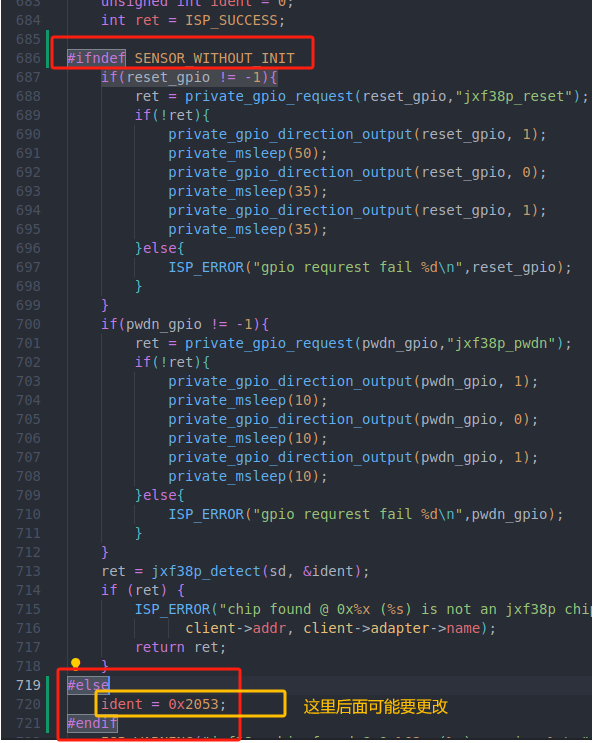 683 unsigned int ident = 0;
684 int ret = ISP_SUCCESS;
685
686 #ifndef SENSOR_WITHOUT_INIT
687 if(reset_gpio != -1){
688 ret = private_gpio_request(reset_gpio,"jxf38p_reset");
689 if(!ret){
690 private_gpio_direction_output(reset_gpio, 1);
691 private_msleep(50);
692 private_gpio_direction_output(reset_gpio, 0);
693 private_msleep(35);
694 private_gpio_direction_output(reset_gpio, 1);
695 private_msleep(35);
696 }else{
697 ISP_ERROR("gpio requrest fail %d\n",reset_gpio);
698 }
699 }
700 if(pwdn_gpio != -1){
701 ret = private_gpio_request(pwdn_gpio,"jxf38p_pwdn");
702 if(!ret){
703 private_gpio_direction_output(pwdn_gpio, 1);
704 private_msleep(10);
705 private_gpio_direction_output(pwdn_gpio, 0);
706 private_msleep(10);
707 private_gpio_direction_output(pwdn_gpio, 1);
708 private_msleep(10);
709 }else{
710 ISP_ERROR("gpio requrest fail %d\n",pwdn_gpio);
711 }
712 }
713 ret = jxf38p_detect(sd, &ident);
714 if (ret) {
715 ISP_ERROR("chip found @ 0x%x (%s) is not an jxf38p chip
716 client->addr, client->adapter->name);
717 return ret;
718 }
719 #else
720 ident = 0x2053; 这里后面可能要更改
721 #endif